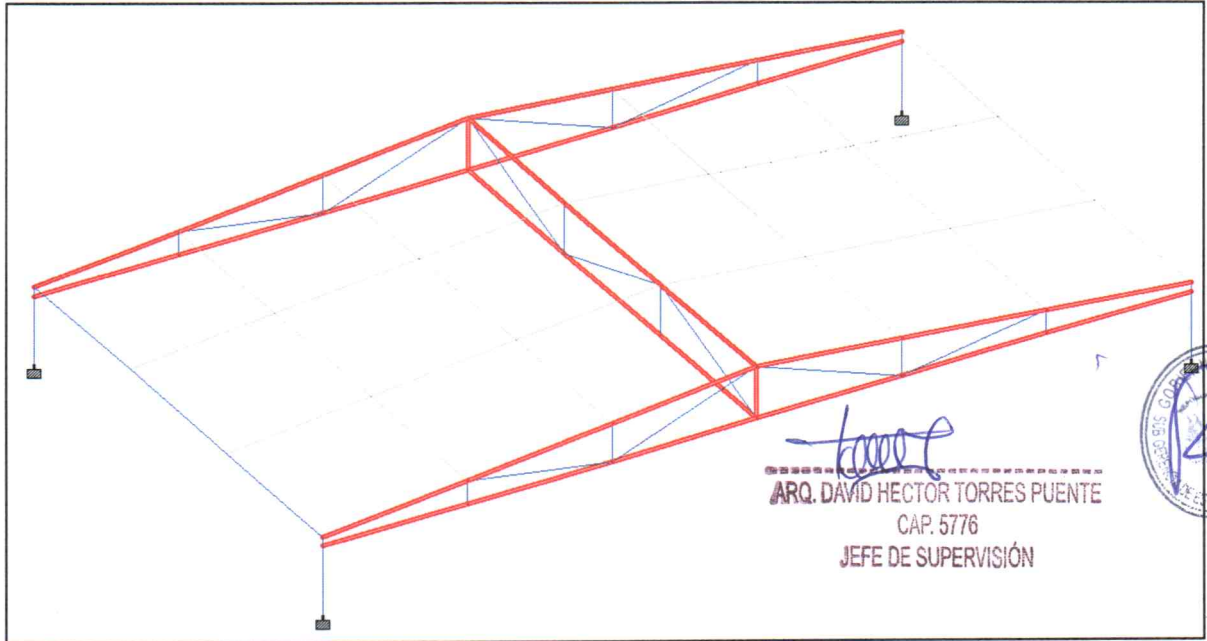 ARQ. DAVID HECTOR TORRES PUENTE
CAP. 5776
JEFE DE SUPERVISIÓN